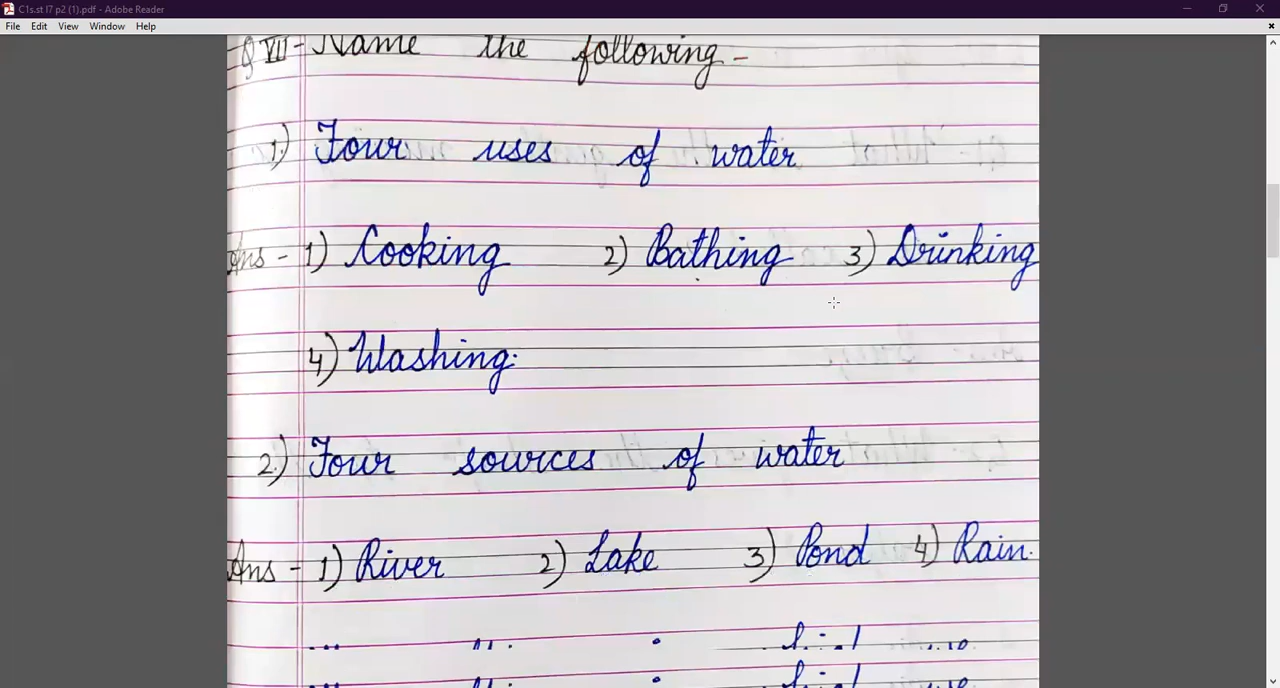 C1s.st l7 p2 (1).pdf - Adobe Reader
File Edit View Window Help
Q VII - Name the following -
1.) Four uses of water
Ans - 1) Cooking 2) Bathing 3) Drinking
4) Washing.
2.) Four sources of water
Ans - 1) River 2) Lake 3) Pond 4) Rain.